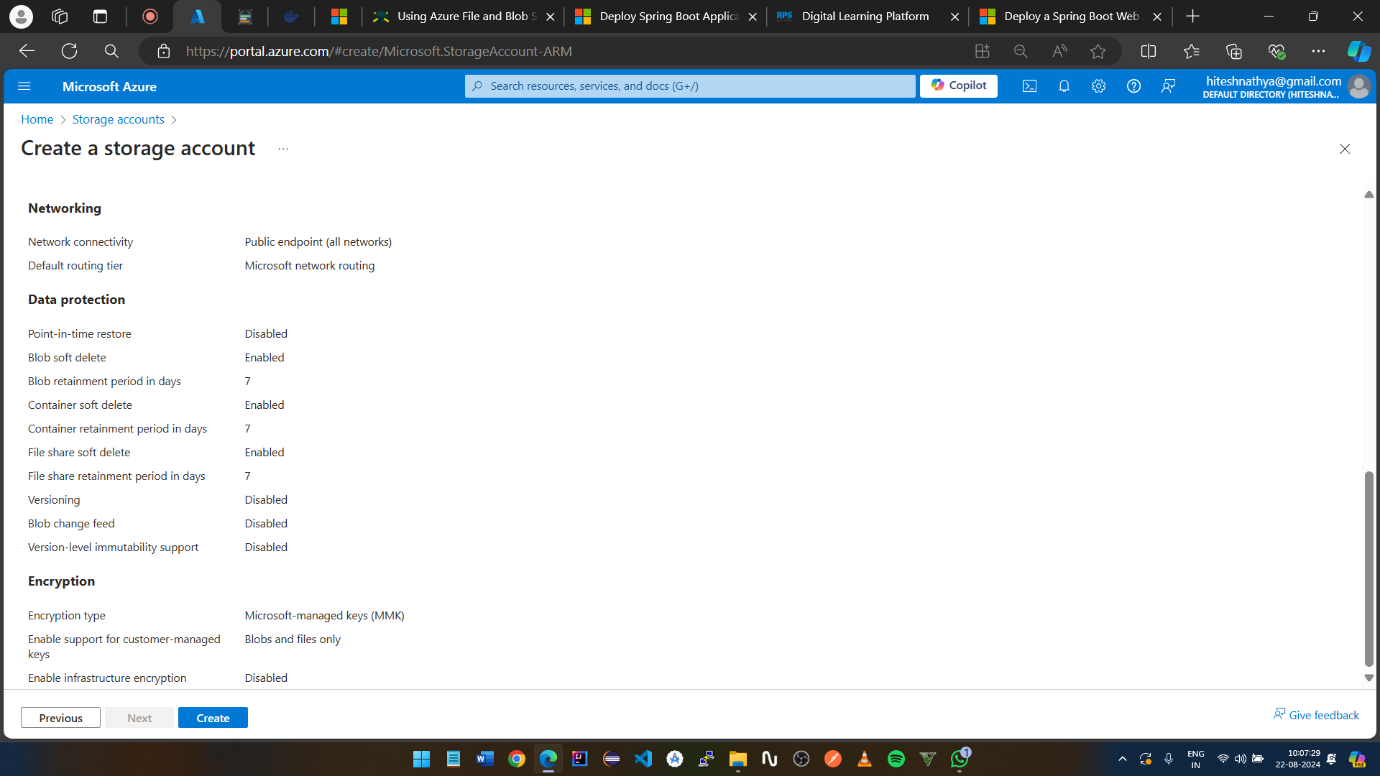 Using Azure File and Blob S
Deploy Spring Boot Applica
RPS
Digital Learning Platform
Deploy a Spring Boot Web
https://portal.azure.com/#create/Microsoft.StorageAccount-ARM
Microsoft Azure
Search resources, services, and docs (G+/)
Copilot
hiteshnathya@gmail.com
DEFAULT DIRECTORY (HITESHNA...
Home > Storage accounts >
Create a storage account ...
Networking
Network connectivity Public endpoint (all networks)
Default routing tier Microsoft network routing
Data protection
Point-in-time restore Disabled
Blob soft delete Enabled
Blob retainment period in days 7
Container soft delete Enabled
Container retainment period in days 7
File share soft delete Enabled
File share retainment period in days 7
Versioning Disabled
Blob change feed Disabled
Version-level immutability support Disabled
Encryption
Encryption type Microsoft-managed keys (MMK)
Enable support for customer-managed Blobs and files only
keys
Enable infrastructure encryption Disabled
Previous
Next
Create
Give feedback
1
ENG
IN
10:07:29
22-08-2024
PRE